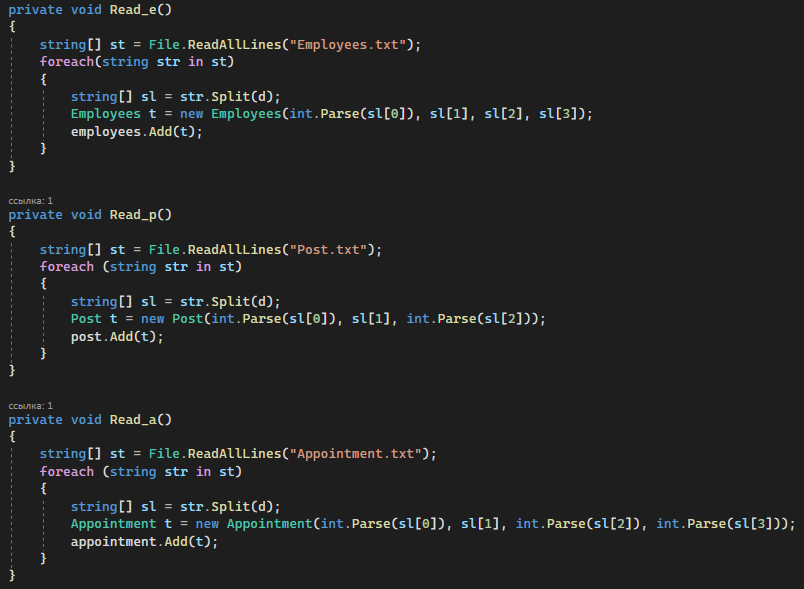 private void Read_e()
{
    string[] st = File.ReadAllLines("Employees.txt");
    foreach(string str in st)
    {
        string[] sl = str.Split(d);
        Employees t = new Employees(int.Parse(sl[0]), sl[1], sl[2], sl[3]);
        employees.Add(t);
    }
}
ссылка: 1
private void Read_p()
{
    string[] st = File.ReadAllLines("Post.txt");
    foreach (string str in st)
    {
        string[] sl = str.Split(d);
        Post t = new Post(int.Parse(sl[0]), sl[1], int.Parse(sl[2]));
        post.Add(t);
    }
}
ссылка: 1
private void Read_a()
{
    string[] st = File.ReadAllLines("Appointment.txt");
    foreach (string str in st)
    {
        string[] sl = str.Split(d);
        Appointment t = new Appointment(int.Parse(sl[0]), sl[1], int.Parse(sl[2]), int.Parse(sl[3]));
        appointment.Add(t);
    }
}